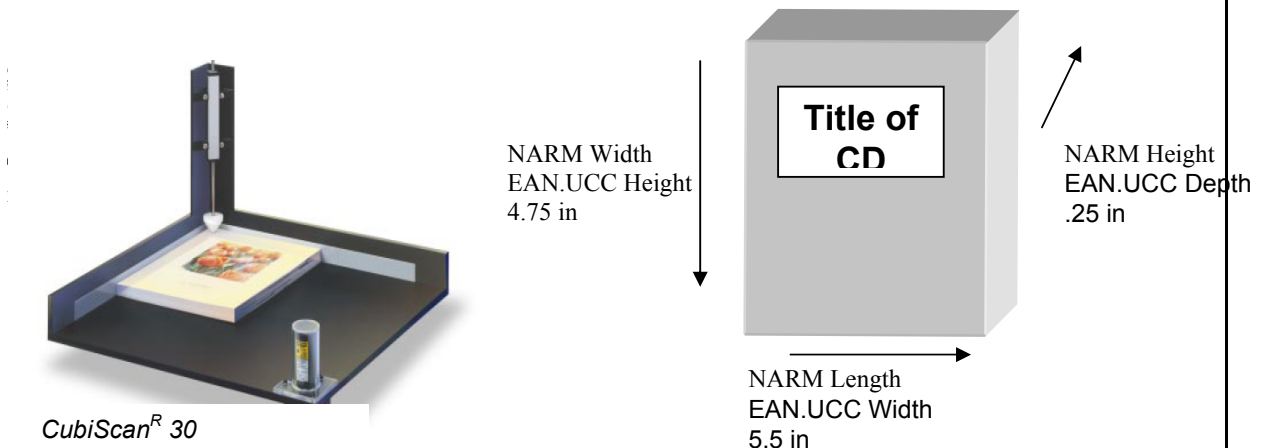 Title of
CD
NARM Width
EAN.UCC Height
4.75 in
NARM Height
EAN.UCC Depth
.25 in
NARM Length
EAN.UCC Width
5.5 in
CubiScanR 30